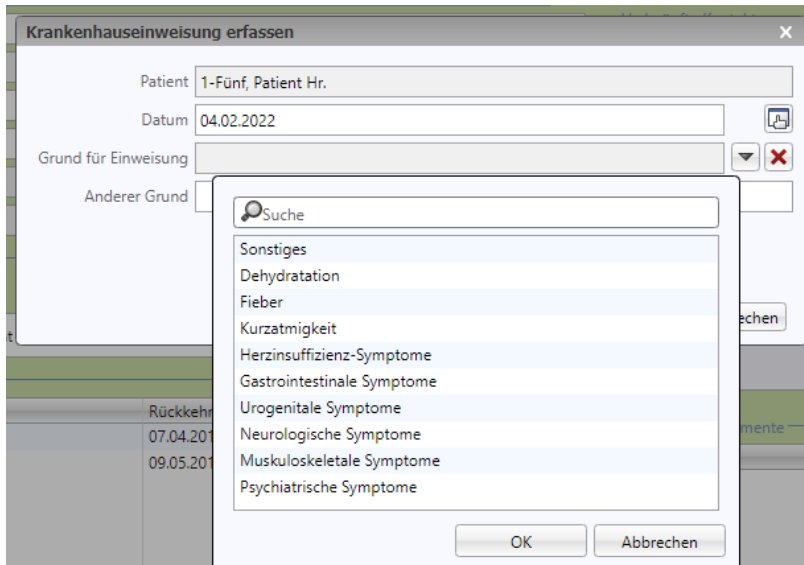 Krankenhauseinweisung erfassen
Patient 1-Fünf, Patient Hr.
Datum 04.02.2022
Grund für Einweisung
Anderer Grund
Suche
Sonstiges
Dehydratation
Fieber
Kurzatmigkeit
Herzinsuffizienz-Symptome
Gastrointestinale Symptome
Urogenitale Symptome
Neurologische Symptome
Muskuloskeletale Symptome
Psychiatrische Symptome
OK Abbrechen
echen
Rückkehr
07.04.201
09.05.201
mente